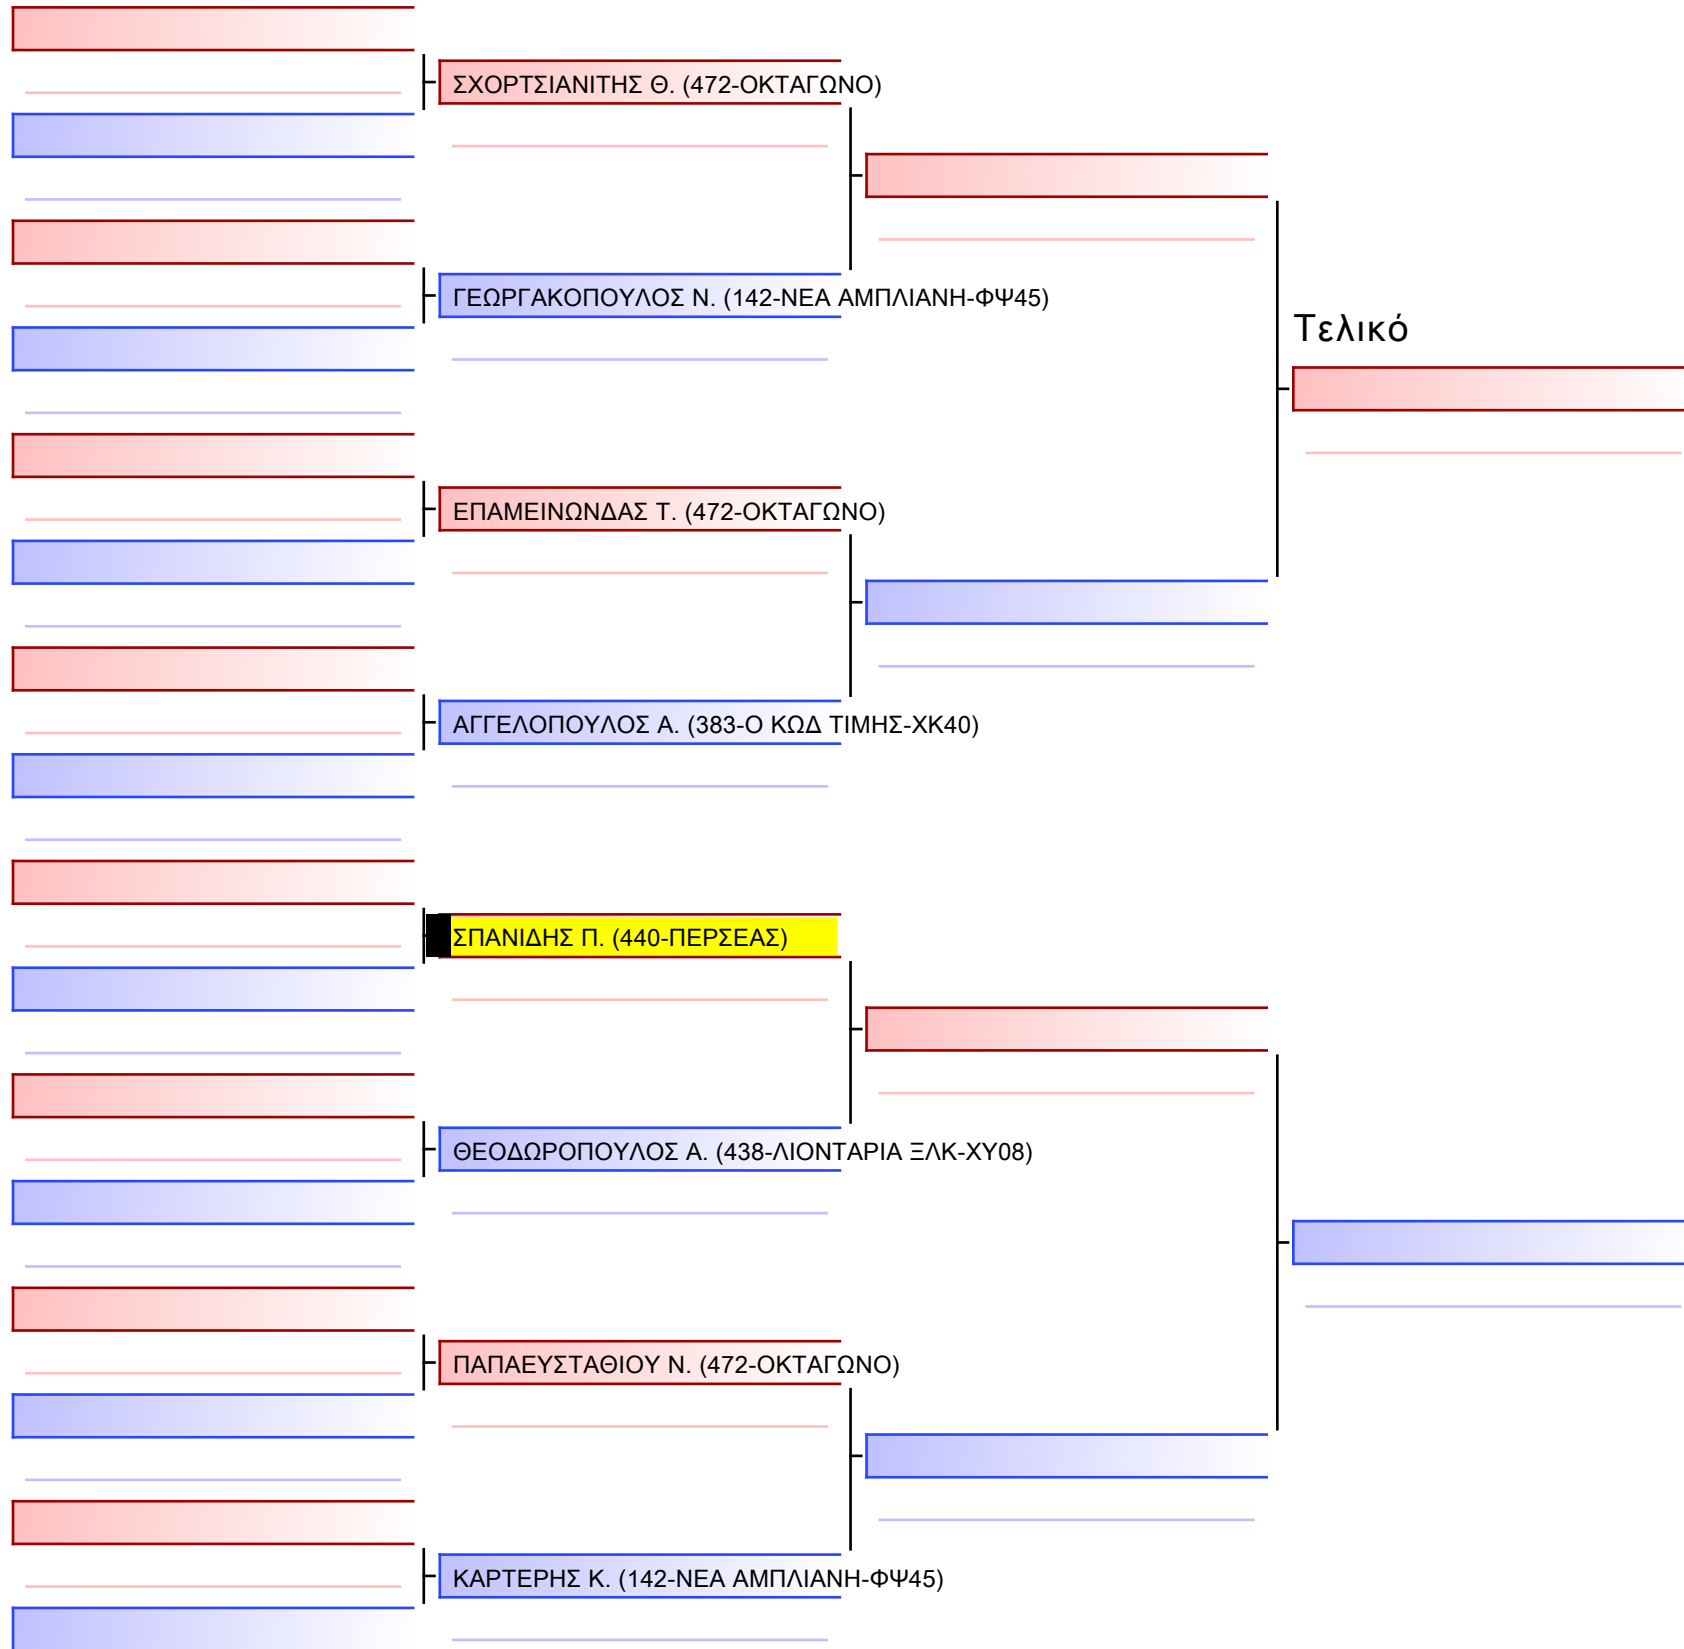 ΣΧΟΡΤΣΙΑΝΙΤΗΣ Θ. (472-ΟΚΤΑΓΩΝΟ)
ΓΕΩΡΓΑΚΟΠΟΥΛΟΣ Ν. (142-ΝΕΑ ΑΜΠΛΙΑΝΗ-ΦΨ45)
Τελικό
ΕΠΑΜΕΙΝΩΝΔΑΣ Τ. (472-ΟΚΤΑΓΩΝΟ)
ΑΓΓΕΛΟΠΟΥΛΟΣ Α. (383-Ο ΚΩΔ ΤΙΜΗΣ-ΧΚ40)
ΣΠΑΝΙΔΗΣ Π. (440-ΠΕΡΣΕΑΣ)
ΘΕΟΔΩΡΟΠΟΥΛΟΣ Α. (438-ΛΙΟΝΤΑΡΙΑ ΞΛΚ-ΧΥ08)
ΠΑΠΑΕΥΣΤΑΘΙΟΥ Ν. (472-ΟΚΤΑΓΩΝΟ)
ΚΑΡΤΕΡΗΣ Κ. (142-ΝΕΑ ΑΜΠΛΙΑΝΗ-ΦΨ45)